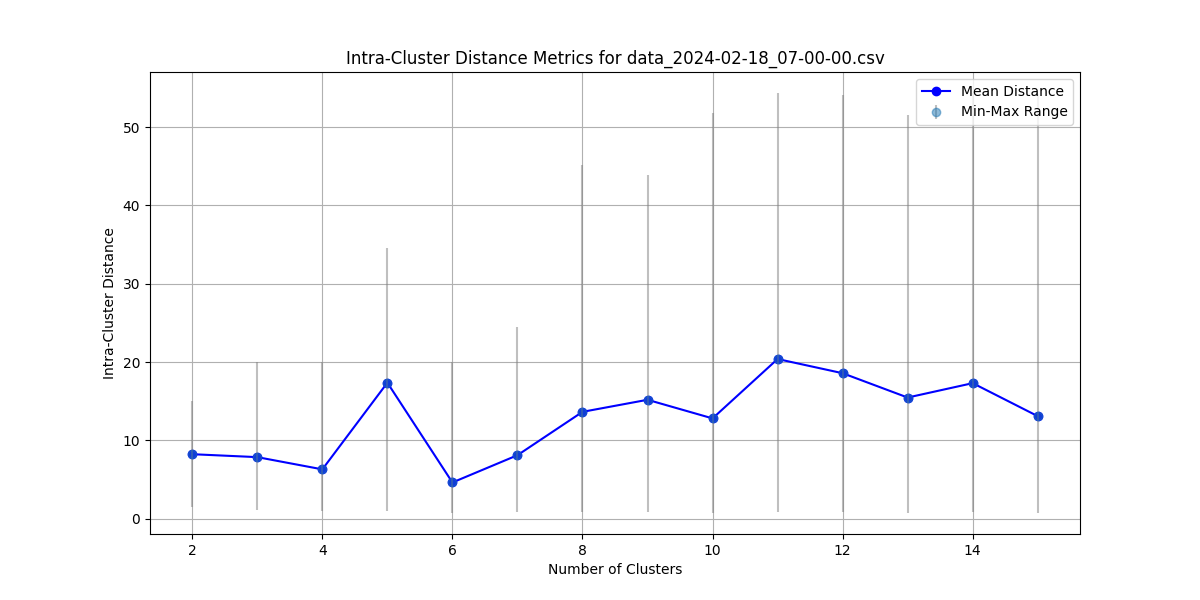 Intra-Cluster Distance Metrics for data_2024-02-18_07-00-00.csv
Mean Distance
Min-Max Range
50
40
30
20
10
0
Intra-Cluster Distance
2 4 6 8 10 12 14
Number of Clusters